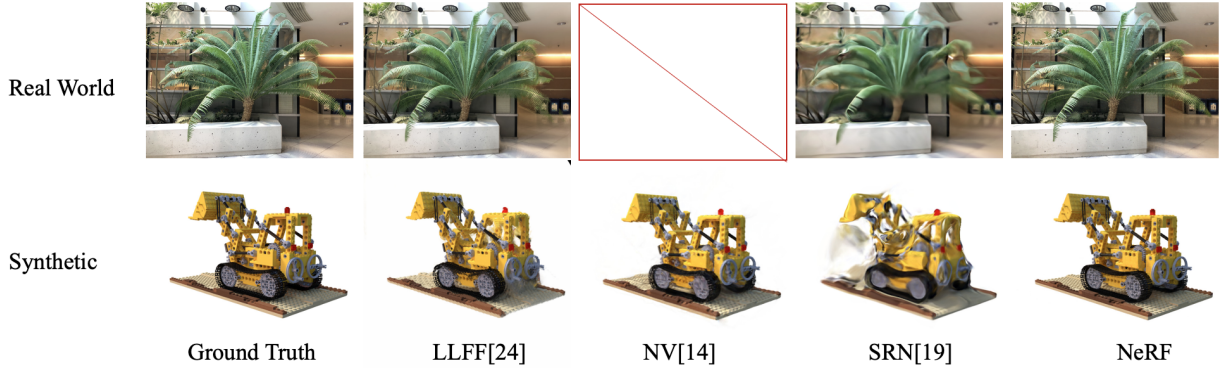 Real World
Synthetic
Ground Truth
LLFF[24]
NV[14]
SRN[19]
NeRF